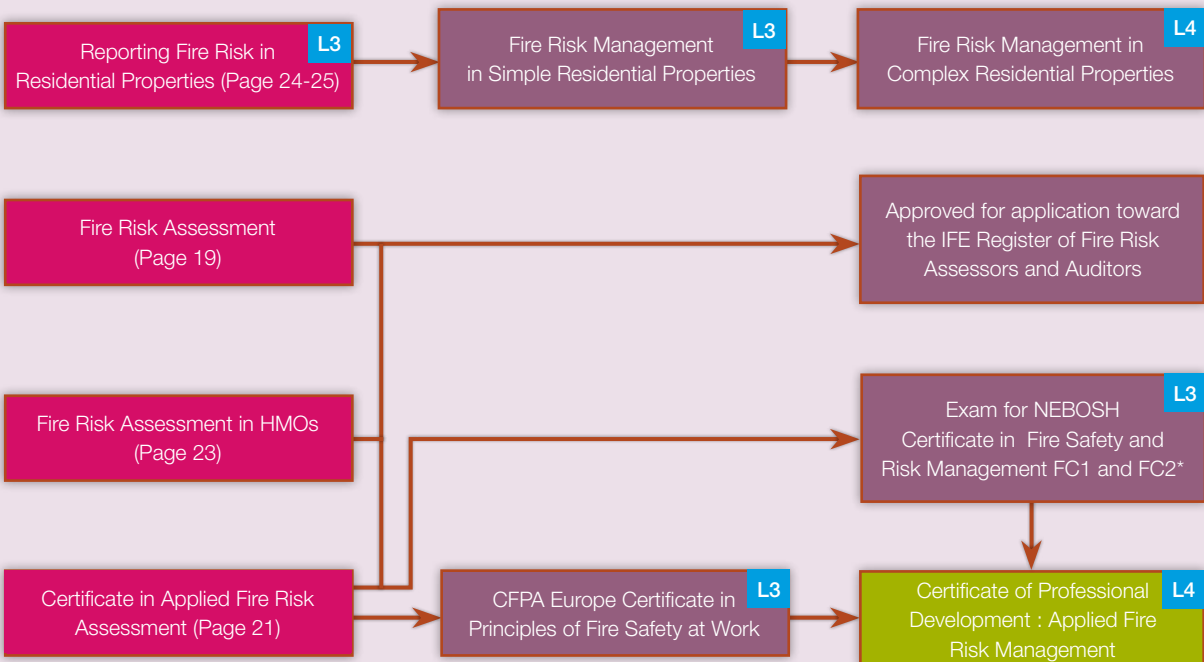 Reporting Fire Risk in
Residential Properties (Page 24-25)
L3
Fire Risk Management
in Simple Residential Properties
L3
Fire Risk Management in
Complex Residential Properties
L4
Fire Risk Assessment
(Page 19)
Approved for application toward
the IFE Register of Fire Risk
Assessors and Auditors
Fire Risk Assessment in HMOs
(Page 23)
Exam for NEBOSH
Certificate in Fire Safety and
Risk Management FC1 and FC2*
L3
Certificate in Applied Fire Risk
Assessment (Page 21)
CFPA Europe Certificate in
Principles of Fire Safety at Work
L3
Certificate of Professional
Development : Applied Fire
Risk Management
L4